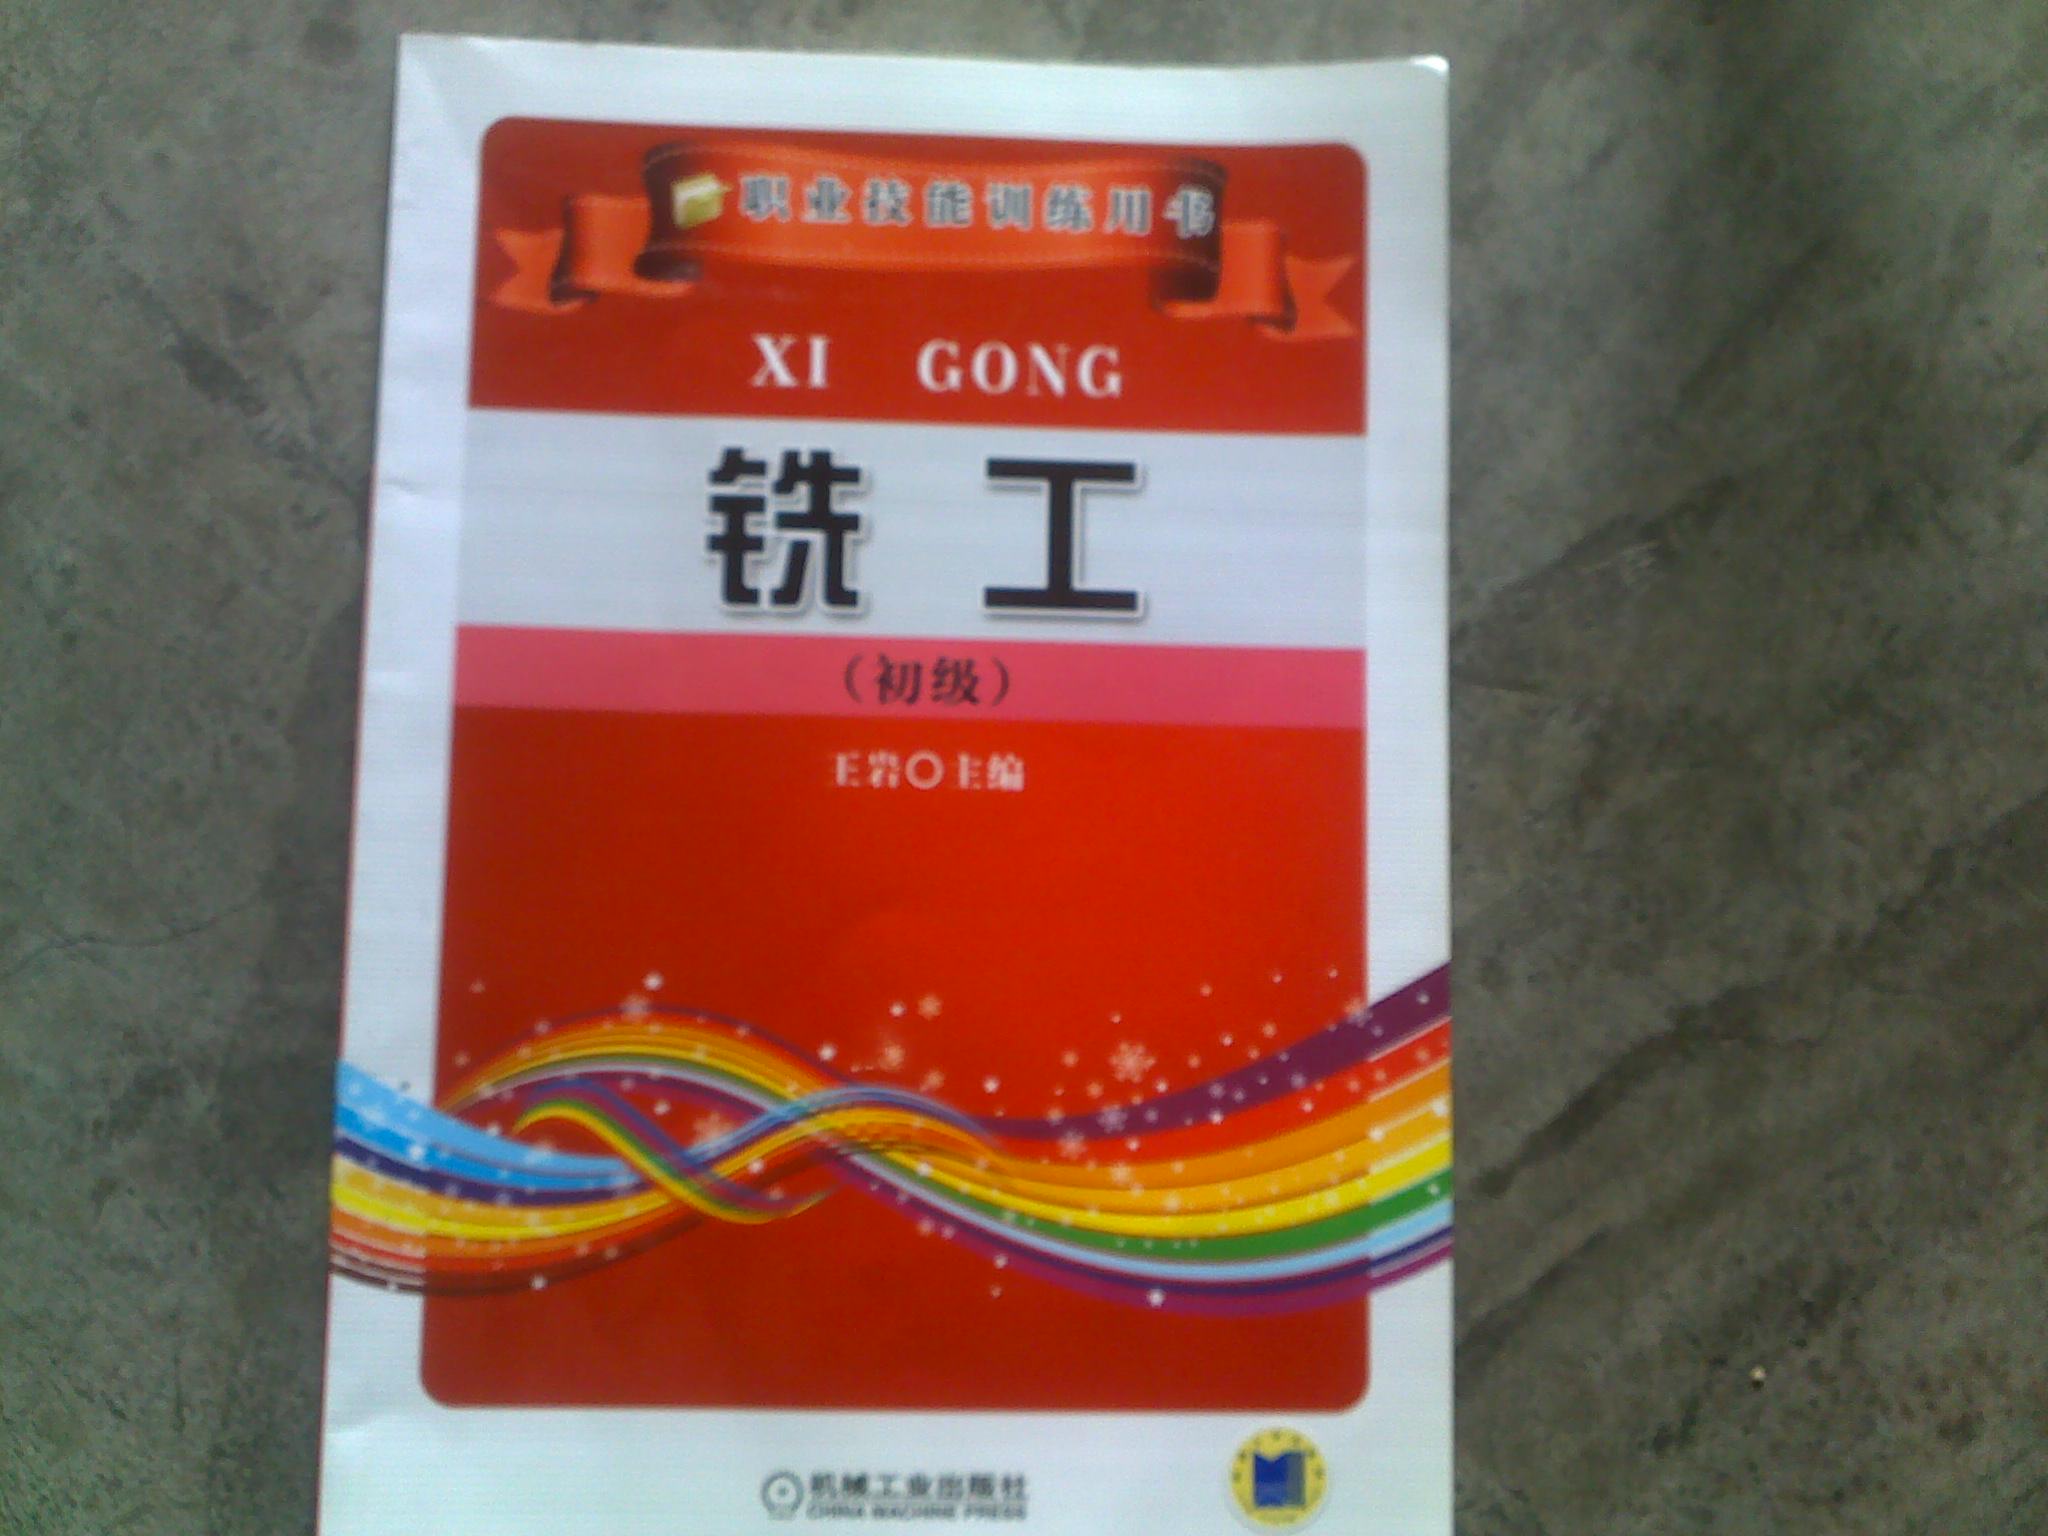 职业技能训练用书
XI GONG
铣 工
（初级）
王岩〇主编
机械工业出版社
CHINA MACHINE PRESS